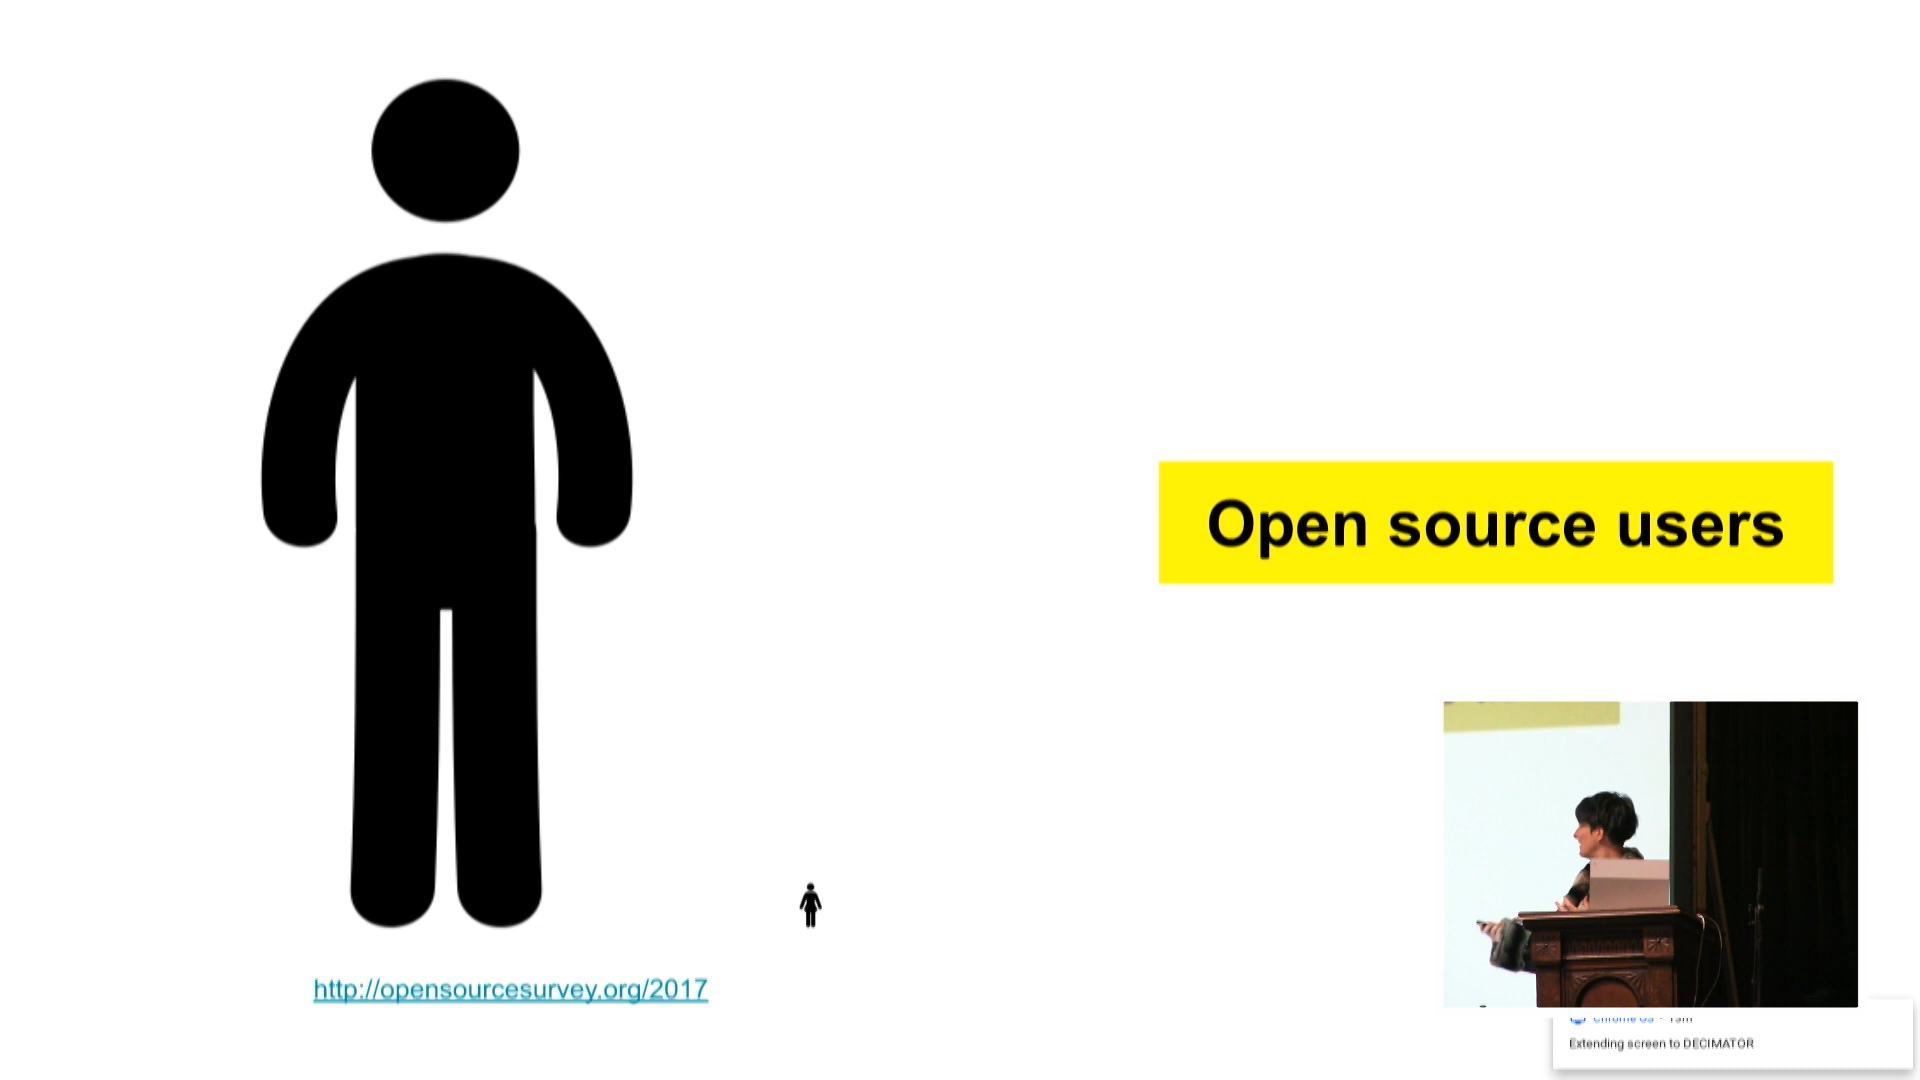 Open source users
http://opensourcesurvey.org/2017
Extending screen to DECIMATOR